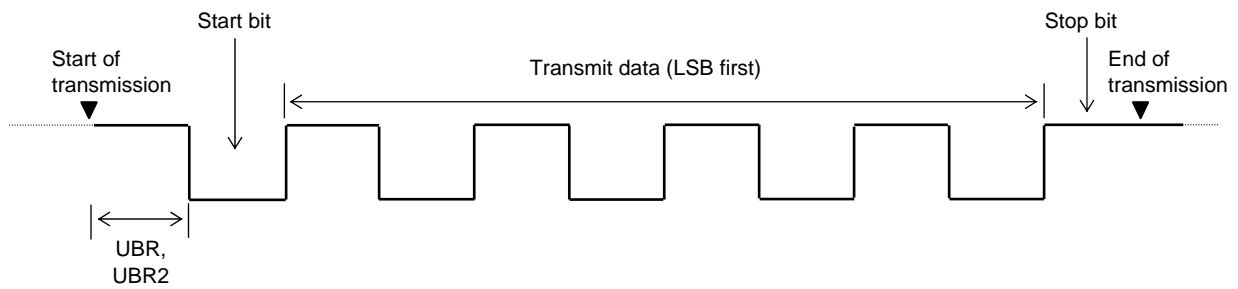 Start bit
Stop bit
Start of
transmission
Transmit data (LSB first)
End of
transmission
UBR,
UBR2